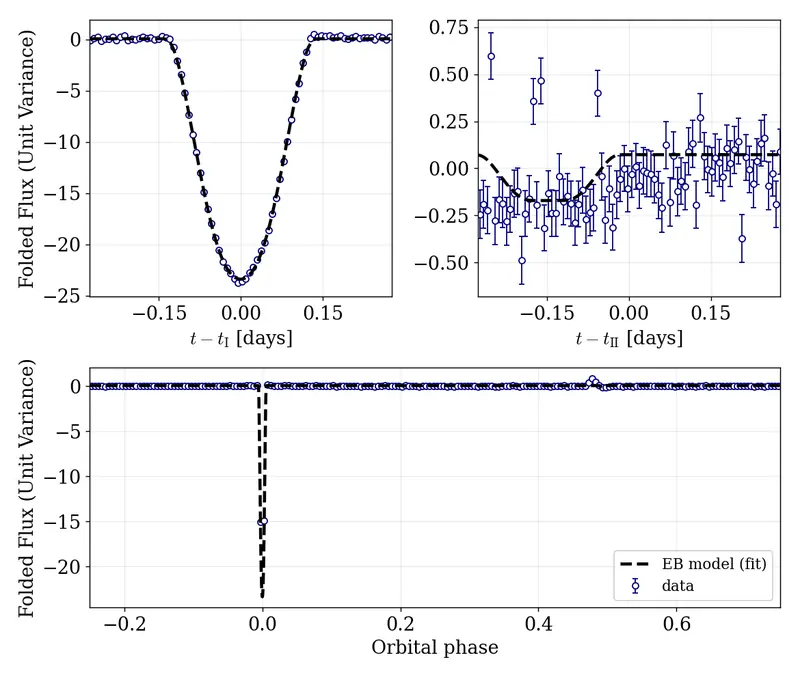 Folded Flux (Unit Variance)
0
−5
−10
−15
−20
−25
−0.15 0.00 0.15
t − tI [days]
0.75
0.50
0.25
0.00
−0.25
−0.50
−0.15 0.00 0.15
t − tII [days]
Folded Flux (Unit Variance)
0
−5
−10
−15
−20
−0.2 0.0 0.2 0.4 0.6
Orbital phase
EB model (fit)
data